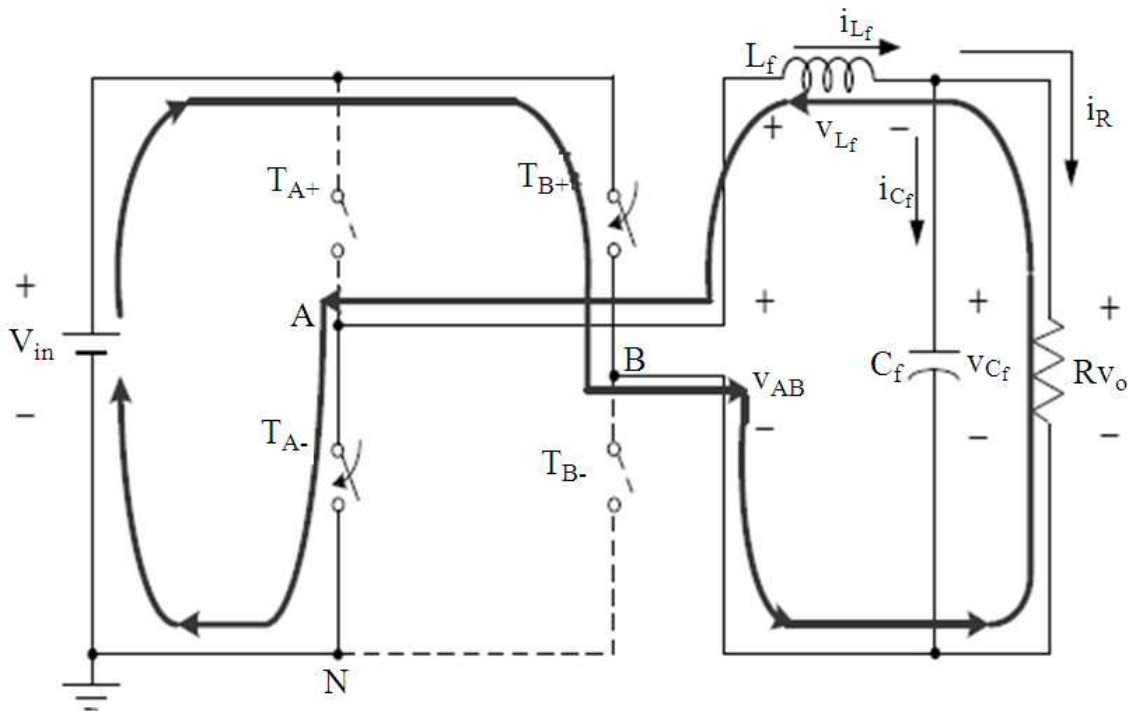 i_Lf
L_f
i_R
+ v_Lf −
T_A+
T_B+
i_Cf
+
+
+
+
A
V_in
B
C_f
v_Cf
Rv_o
v_AB
−
−
−
−
T_A-
T_B-
N